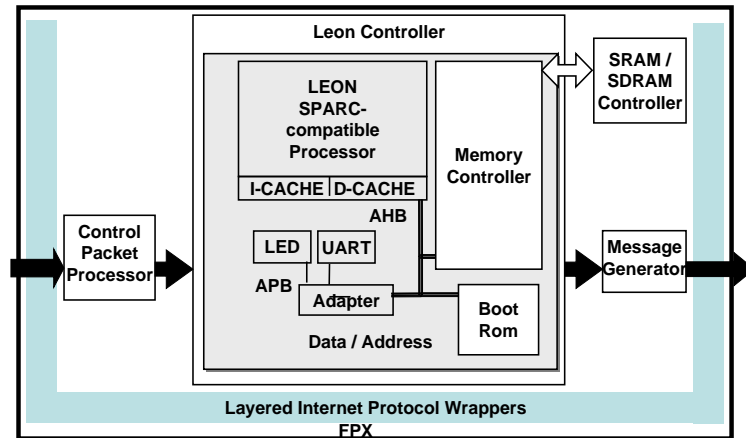 Leon Controller
LEON
SPARC-
compatible
Processor
I-CACHE
D-CACHE
SRAM /
SDRAM
Controller
Memory
Controller
AHB
Control
Packet
Processor
LED
UART
APB
Adapter
Boot
Rom
Message
Generator
Data / Address
Layered Internet Protocol Wrappers
FPX